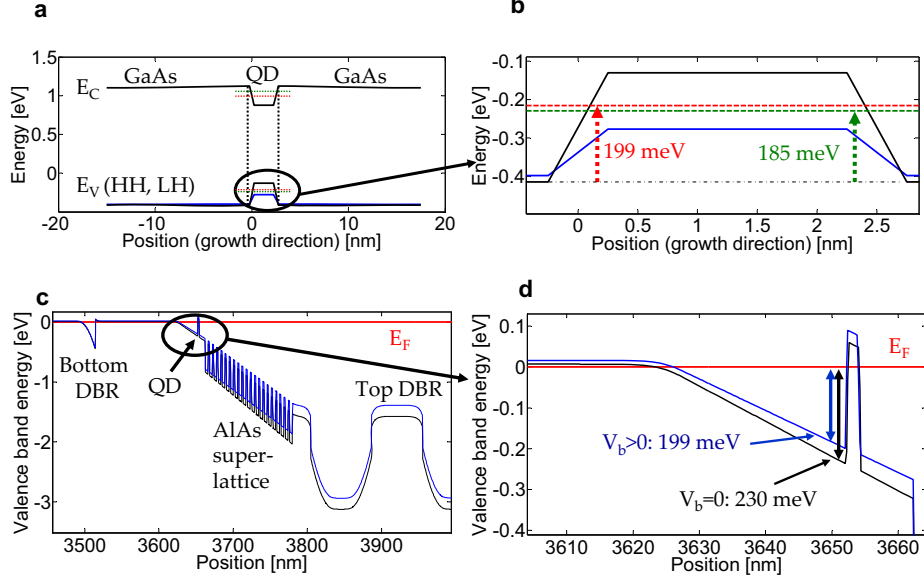 a
1.5
1
0.5
0
-20
-10
0
10
20
Energy [eV]
Position (growth direction) [nm]
GaAs
QD
GaAs
E_C
E_V (HH, LH)
b
-0.1
-0.2
-0.3
-0.4
0
0.5
1
1.5
2
2.5
Energy [eV]
Position (growth direction) [nm]
199 meV
185 meV
c
0
-1
-2
-3
3500
3600
3700
3800
3900
Valence band energy [eV]
Position [nm]
E_F
Bottom
DBR
QD
Top DBR
AlAs
super-
lattice
d
0.1
0
-0.1
-0.2
-0.3
-0.4
3610
3620
3630
3640
3650
3660
Valence band energy [eV]
Position [nm]
E_F
V_b>0: 199 meV
V_b=0: 230 meV